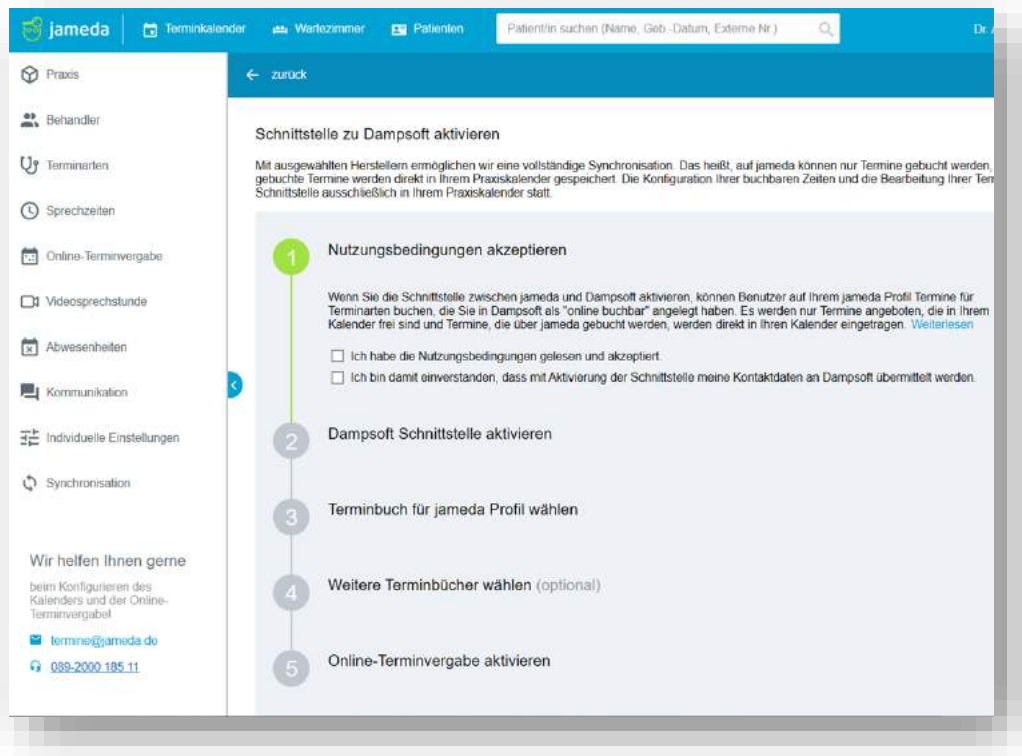 jameda
Terminkalender
Wartezimmer
Patienten
Patient/in suchen (Name, Geb.-Datum, Externe Nr.)
Dr.
Praxis
Behandler
Terminarten
Sprechzeiten
Online-Terminvergabe
Videosprechstunde
Abwesenheiten
Kommunikation
Individuelle Einstellungen
Synchronisation
Wir helfen Ihnen gerne
beim Konfigurieren des
Kalenders und der Online-
Terminvergabe!
termine@jameda.de
089-2000 185 11
zurück
Schnittstelle zu Dampsoft aktivieren
Mit ausgewählten Herstellern ermöglichen wir eine vollständige Synchronisation. Das heißt, auf jameda können nur Termine gebucht werden,
gebuchte Termine werden direkt in Ihrem Praxiskalender gespeichert. Die Konfiguration Ihrer buchbaren Zeiten und die Bearbeitung Ihrer Ter
Schnittstelle ausschließlich in Ihrem Praxiskalender statt.
1 Nutzungsbedingungen akzeptieren
Wenn Sie die Schnittstelle zwischen jameda und Dampsoft aktivieren, können Benutzer auf Ihrem jameda Profil Termine für
Terminarten buchen, die Sie in Dampsoft als "online buchbar" angelegt haben. Es werden nur Termine angeboten, die in Ihrem
Kalender frei sind und Termine, die über jameda gebucht werden, werden direkt in Ihren Kalender eingetragen. Weiterlesen
Ich habe die Nutzungsbedingungen gelesen und akzeptiert.
Ich bin damit einverstanden, dass mit Aktivierung der Schnittstelle meine Kontaktdaten an Dampsoft übermittelt werden.
2 Dampsoft Schnittstelle aktivieren
3 Terminbuch für jameda Profil wählen
4 Weitere Terminbücher wählen (optional)
5 Online-Terminvergabe aktivieren